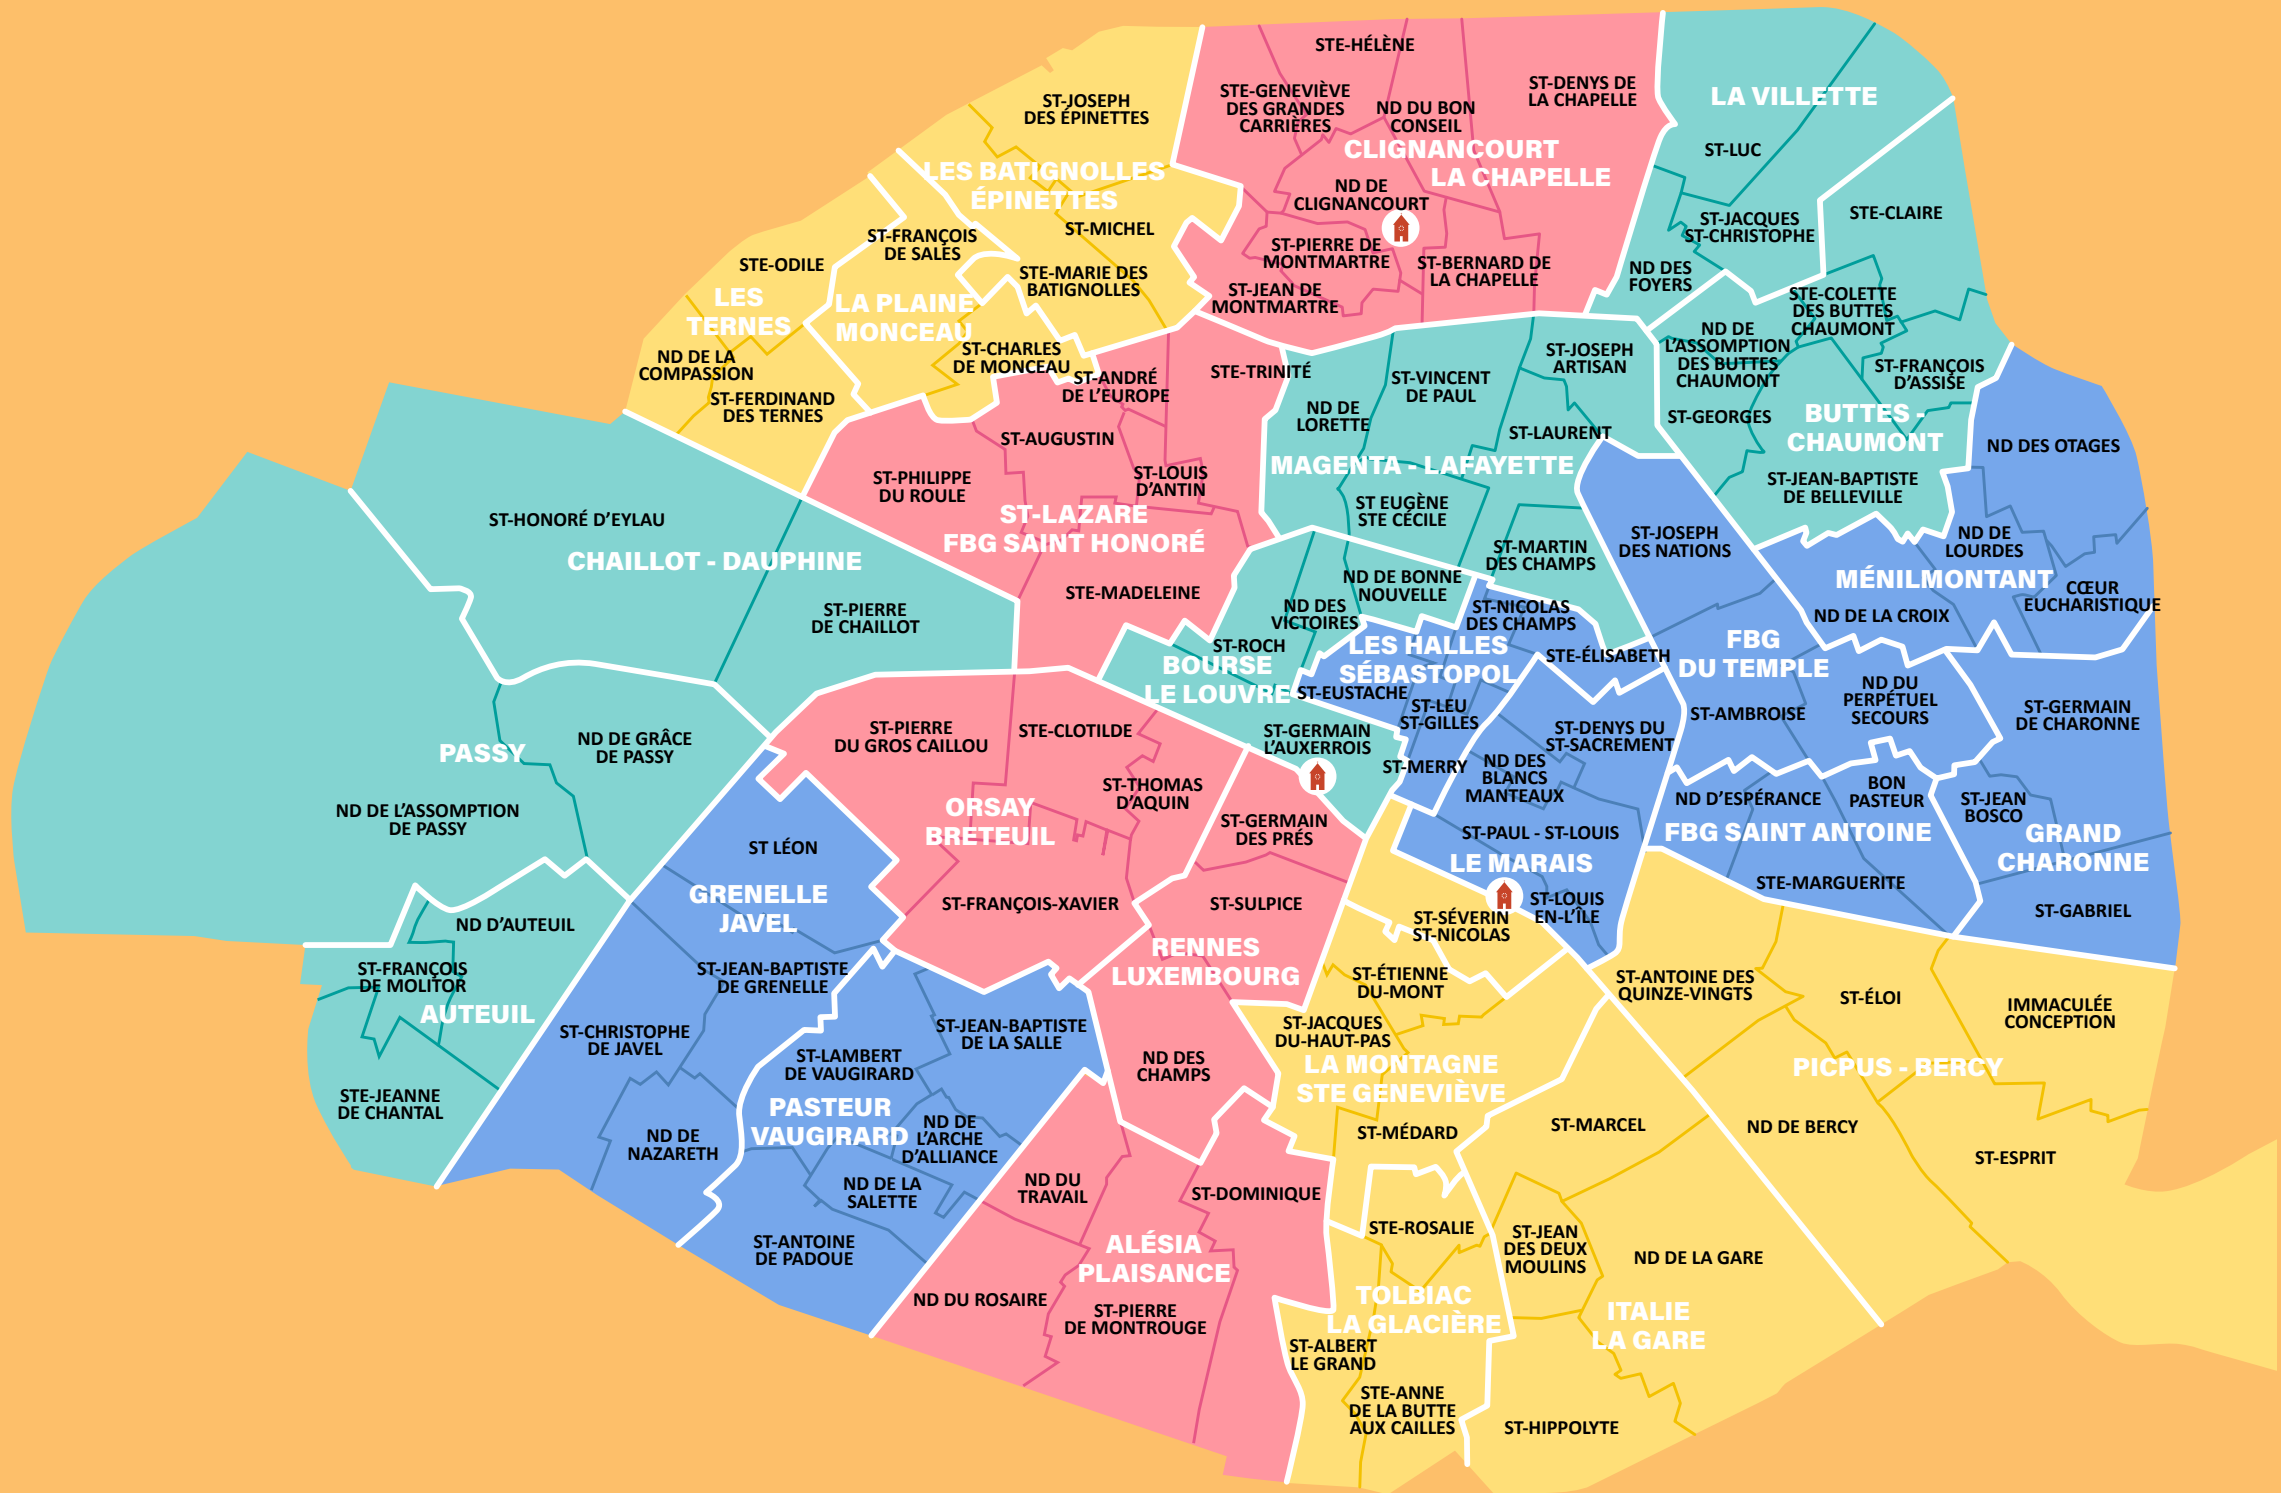 STE-HÉLÈNE
STE-GENEVIÈVE
DES GRANDES
CARRIÈRES
ND DU BON
CONSEIL
ST-DENYS DE
LA CHAPELLE
CLIGNANCOURT
LA CHAPELLE
ND DE
CLIGNANCOURT
ST-PIERRE DE
MONTMARTRE
ST-BERNARD DE
LA CHAPELLE
ST-JEAN DE
MONTMARTRE
LA VILLETTE
ST-LUC
ST-JACQUES
ST-CHRISTOPHE
ND DES
FOYERS
STE-CLAIRE
STE-COLETTE
DES BUTTES
CHAUMONT
ND DE
L'ASSOMPTION
DES BUTTES
CHAUMONT
ST-FRANÇOIS
D'ASSISE
ST-GEORGES
BUTTES -
CHAUMONT
ST-JEAN-BAPTISTE
DE BELLEVILLE
ST-JOSEPH
DES ÉPINETTES
LES BATIGNOLLES
ÉPINETTES
ST-MICHEL
STE-MARIE DES
BATIGNOLLES
ST-FRANÇOIS
DE SALES
LA PLAINE
MONCEAU
ST-CHARLES
DE MONCEAU
STE-ODILE
LES
TERNES
ND DE LA
COMPASSION
ST-FERDINAND
DES TERNES
ST-ANDRÉ
DE L'EUROPE
STE-TRINITÉ
ST-AUGUSTIN
ST-PHILIPPE
DU ROULE
ST-LOUIS
D'ANTIN
ST-LAZARE
FBG SAINT HONORÉ
STE-MADELEINE
ST-JOSEPH
ARTISAN
ST-VINCENT
DE PAUL
ND DE
LORETTE
ST-LAURENT
MAGENTA - LAFAYETTE
ST EUGÈNE
STE CÉCILE
ST-MARTIN
DES CHAMPS
ND DES OTAGES
ND DE
LOURDES
MÉNILMONTANT
CŒUR
EUCHARISTIQUE
ND DE LA CROIX
ST-JOSEPH
DES NATIONS
FBG
DU TEMPLE
ND DU
PERPÉTUEL
SECOURS
ST-AMBROISE
ST-HONORÉ D'EYLAU
CHAILLOT - DAUPHINE
ST-PIERRE
DE CHAILLOT
ND DE BONNE
NOUVELLE
ND DES
VICTOIRES
ST-ROCH
BOURSE
LE LOUVRE
ST-GERMAIN
L'AUXERROIS
ST-NICOLAS
DES CHAMPS
LES HALLES
SÉBASTOPOL
STE-ÉLISABETH
ST-EUSTACHE
ST-LEU
ST-GILLES
ST-MERRY
ST-DENYS DU
ST-SACREMENT
ND DES
BLANCS
MANTEAUX
ST-PAUL - ST-LOUIS
LE MARAIS
ST-LOUIS
EN-L'ÎLE
ND D'ESPÉRANCE
BON
PASTEUR
FBG SAINT ANTOINE
STE-MARGUERITE
ST-GERMAIN
DE CHARONNE
ST-JEAN
BOSCO
GRAND
CHARONNE
ST-GABRIEL
PASSY
ND DE GRÂCE
DE PASSY
ND DE L'ASSOMPTION
DE PASSY
ND D'AUTEUIL
ST-FRANÇOIS
DE MOLITOR
AUTEUIL
STE-JEANNE
DE CHANTAL
ST-PIERRE
DU GROS CAILLOU
STE-CLOTILDE
ST-THOMAS
D'AQUIN
ORSAY
BRETEUIL
ST-FRANÇOIS-XAVIER
ST-GERMAIN
DES PRÉS
ST-SULPICE
RENNES
LUXEMBOURG
ND DES
CHAMPS
ST LÉON
GRENELLE
JAVEL
ST-JEAN-BAPTISTE
DE GRENELLE
ST-CHRISTOPHE
DE JAVEL
ND DE
NAZARETH
ST-JEAN-BAPTISTE
DE LA SALLE
ST-LAMBERT
DE VAUGIRARD
PASTEUR
VAUGIRARD
ND DE
L'ARCHE
D'ALLIANCE
ND DE LA
SALETTE
ST-ANTOINE
DE PADOUE
ND DU
TRAVAIL
ST-DOMINIQUE
ALÉSIA
PLAISANCE
ND DU ROSAIRE
ST-PIERRE
DE MONTROUGE
ST-SÉVERIN
ST-NICOLAS
ST-ÉTIENNE
DU-MONT
ST-JACQUES
DU-HAUT-PAS
LA MONTAGNE
STE GENEVIÈVE
ST-MÉDARD
STE-ROSALIE
TOLBIAC
LA GLACIÈRE
ST-ALBERT
LE GRAND
STE-ANNE
DE LA BUTTE
AUX CAILLES
ST-MARCEL
ST-JEAN
DES DEUX
MOULINS
ND DE LA GARE
ITALIE
LA GARE
ST-HIPPOLYTE
ST-ANTOINE DES
QUINZE-VINGTS
ST-ÉLOI
IMMACULÉE
CONCEPTION
PICPUS - BERCY
ND DE BERCY
ST-ESPRIT